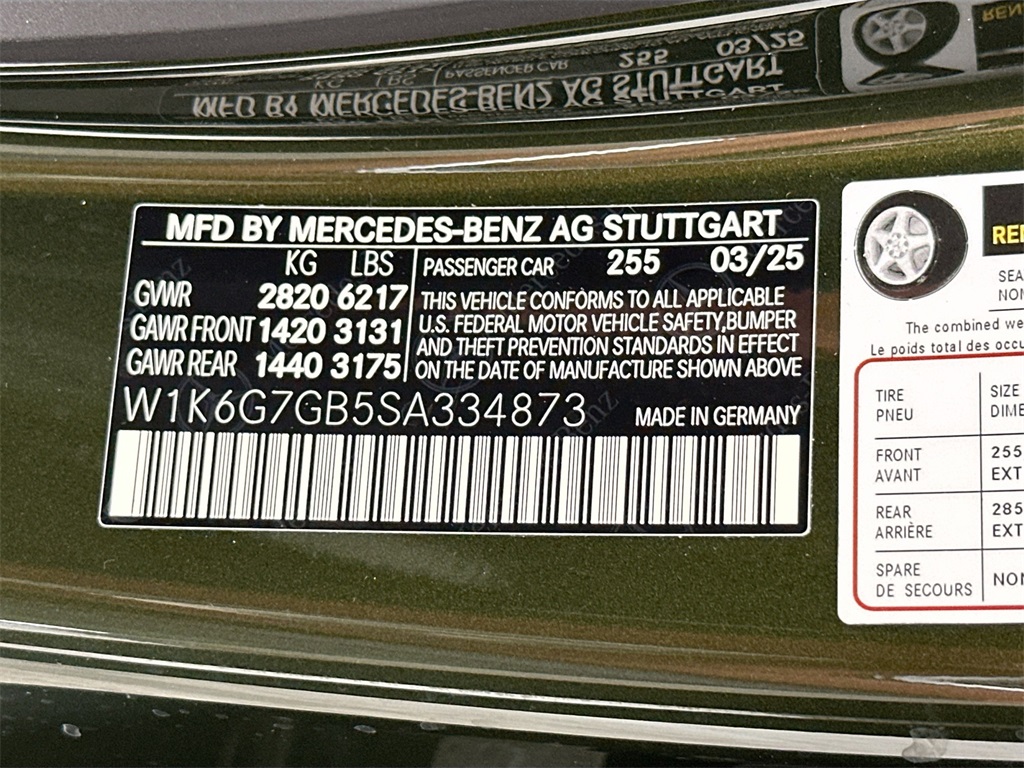 MFD BY MERCEDES-BENZ AG STUTTGART
KG LBS
GVWR 2820 6217
GAWR FRONT 1420 3131
GAWR REAR 1440 3175
PASSENGER CAR 255 03/25
THIS VEHICLE CONFORMS TO ALL APPLICABLE
U.S. FEDERAL MOTOR VEHICLE SAFETY,BUMPER
AND THEFT PREVENTION STANDARDS IN EFFECT
ON THE DATE OF MANUFACTURE SHOWN ABOVE
W1K6G7GB5SA334873 MADE IN GERMANY
The combined we
Le poids total des occu
TIRE SIZE
PNEU DIME
FRONT 255
AVANT EXT
REAR 285
ARRIÈRE EXT
SPARE
DE SECOURS NON